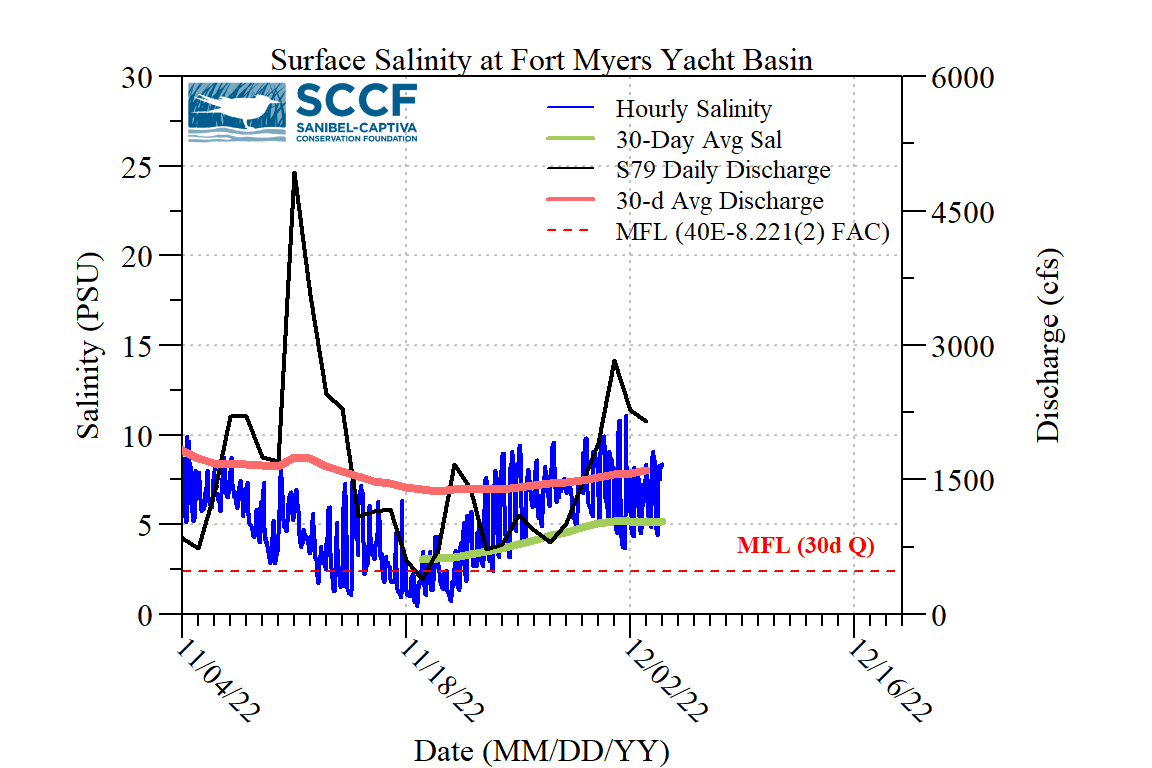 Surface Salinity at Fort Myers Yacht Basin
SCCF
SANIBEL-CAPTIVA
CONSERVATION FOUNDATION
Hourly Salinity
30-Day Avg Sal
S79 Daily Discharge
30-d Avg Discharge
MFL (40E-8.221(2) FAC)
30
25
20
15
10
5
0
Salinity (PSU)
6000
4500
3000
1500
0
Discharge (cfs)
MFL (30d Q)
11/04/22
11/18/22
12/02/22
12/16/22
Date (MM/DD/YY)